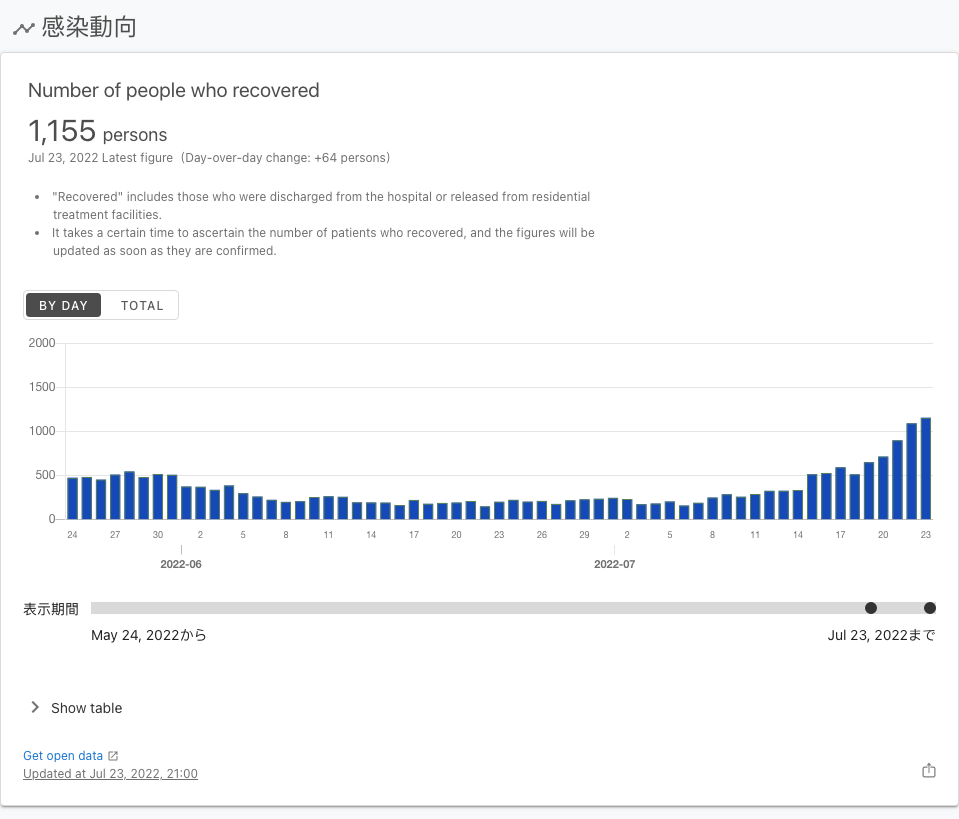 感染動向
Number of people who recovered
1,155 persons
Jul 23, 2022 Latest figure (Day-over-day change: +64 persons)
• "Recovered" includes those who were discharged from the hospital or released from residential
treatment facilities.
• It takes a certain time to ascertain the number of patients who recovered, and the figures will be
updated as soon as they are confirmed.
BY DAY TOTAL
2000
1500
1000
500
0
24 27 30 2 5 8 11 14 17 20 23 26 29 2 5 8 11 14 17 20 23
2022-06 2022-07
表示期間
May 24, 2022から Jul 23, 2022まで
Show table
Get open data
Updated at Jul 23, 2022, 21:00